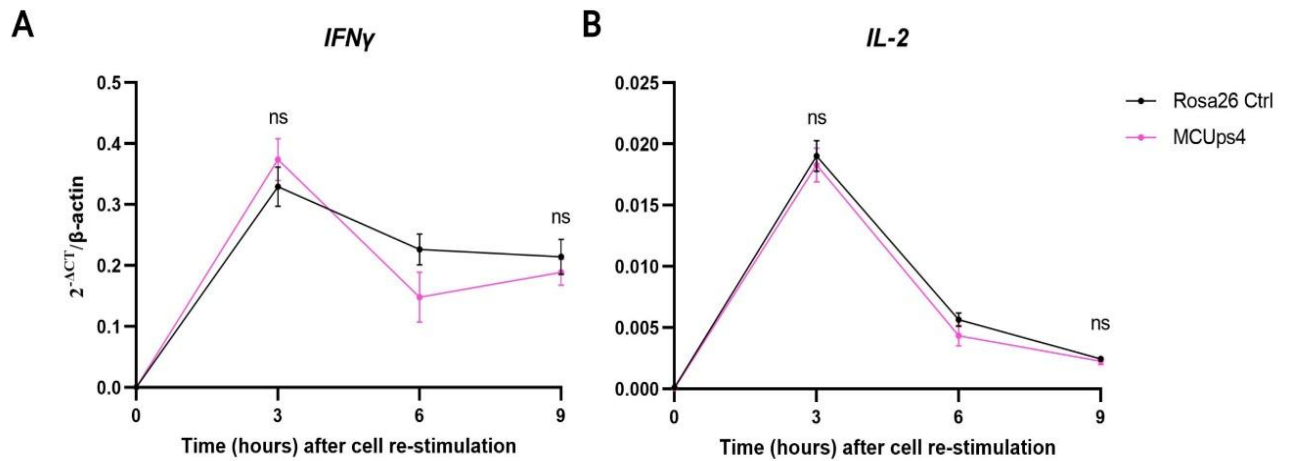 A
IFNγ
2^-ΔCT/β-actin
0.5
0.4
0.3
0.2
0.1
0.0
ns
ns
0 3 6 9
Time (hours) after cell re-stimulation
B
IL-2
0.025
0.020
0.015
0.010
0.005
0.000
ns
ns
0 3 6 9
Time (hours) after cell re-stimulation
Rosa26 Ctrl
MCUps4